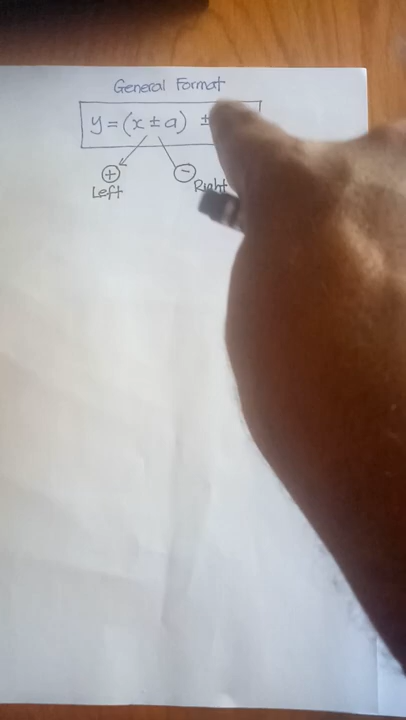 General Format
y = (x ± a) ±
⊕ ⊖
Left Right